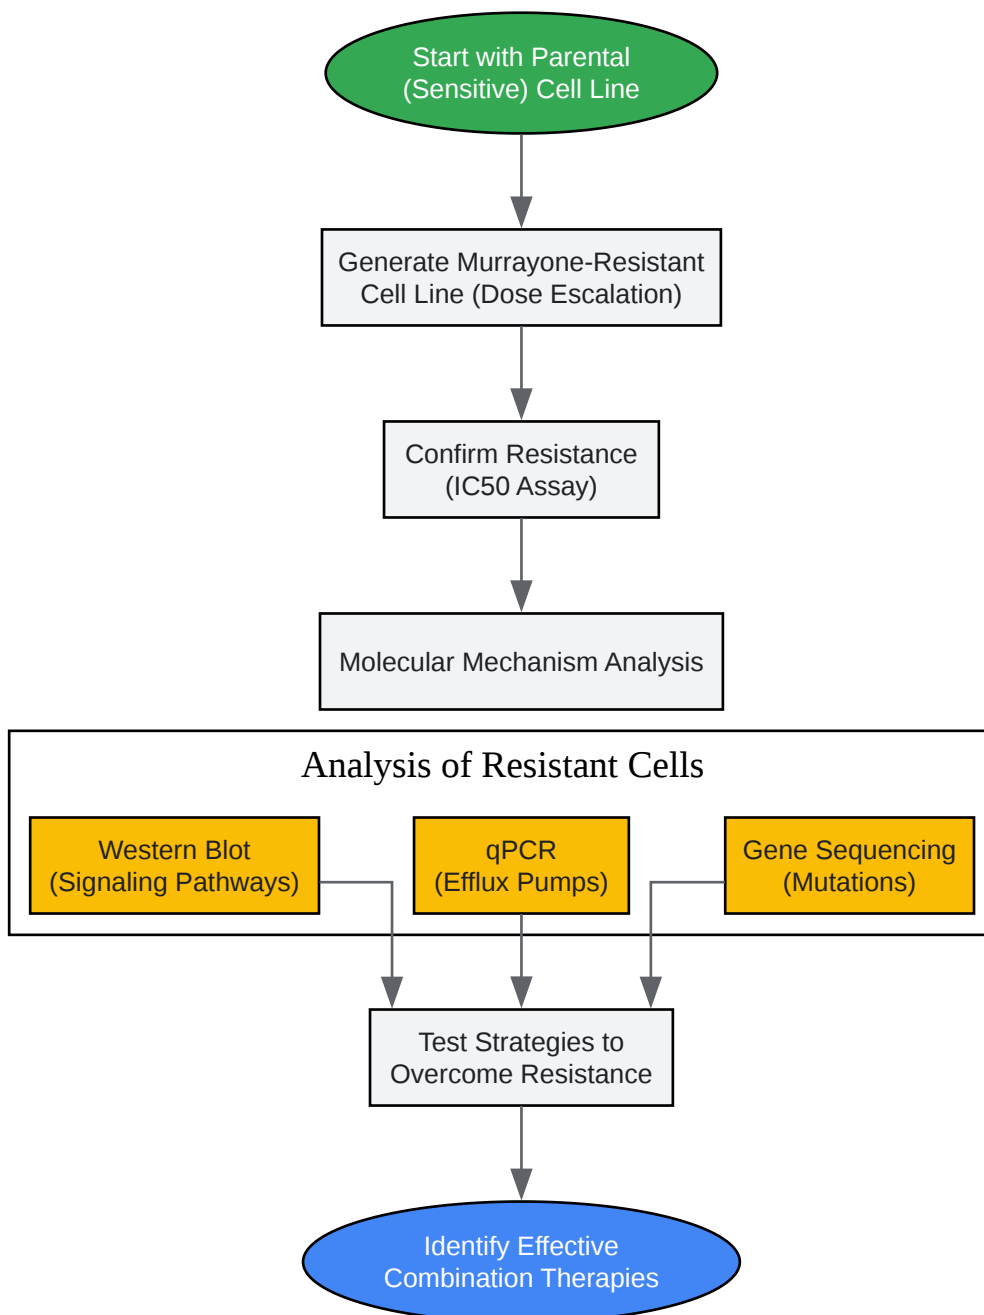 Start with Parental
(Sensitive) Cell Line
Generate Murrayone-Resistant
Cell Line (Dose Escalation)
Confirm Resistance
(IC50 Assay)
Molecular Mechanism Analysis
Analysis of Resistant Cells
Western Blot
(Signaling Pathways)
qPCR
(Efflux Pumps)
Gene Sequencing
(Mutations)
Test Strategies to
Overcome Resistance
Identify Effective
Combination Therapies